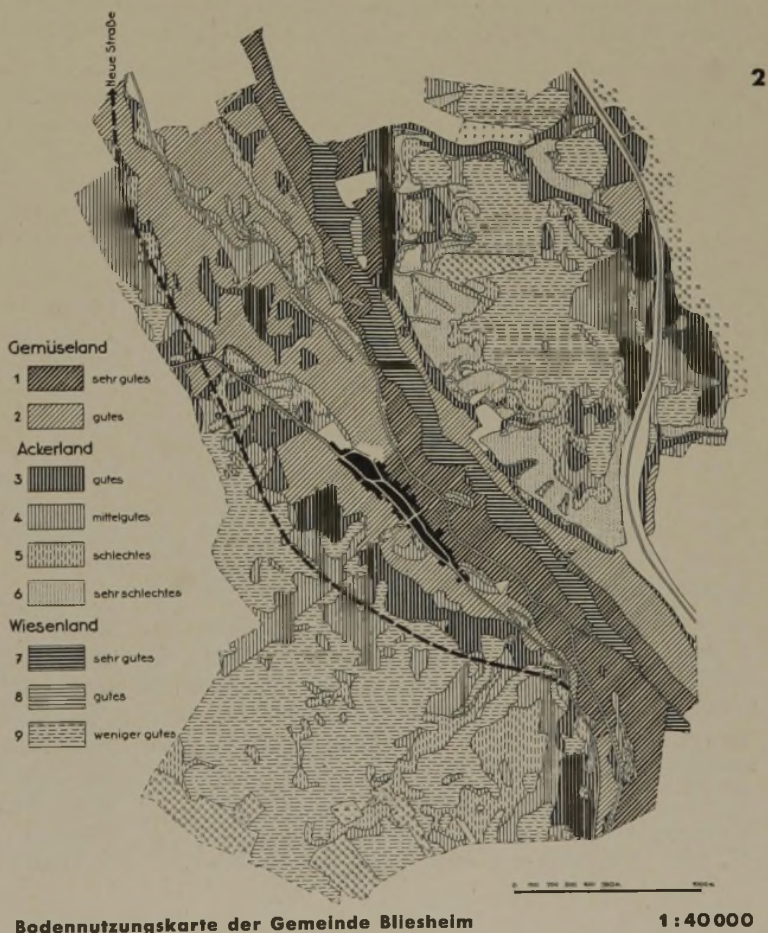 Neue Straße
2
Gemüseland
1 sehr gutes
2 gutes
Ackerland
3 gutes
4 mittelgutes
5 schlechtes
6 sehr schlechtes
Wiesenland
7 sehr gutes
8 gutes
9 weniger gutes
Bodennutzungskarte der Gemeinde Bliesheim 1:40000